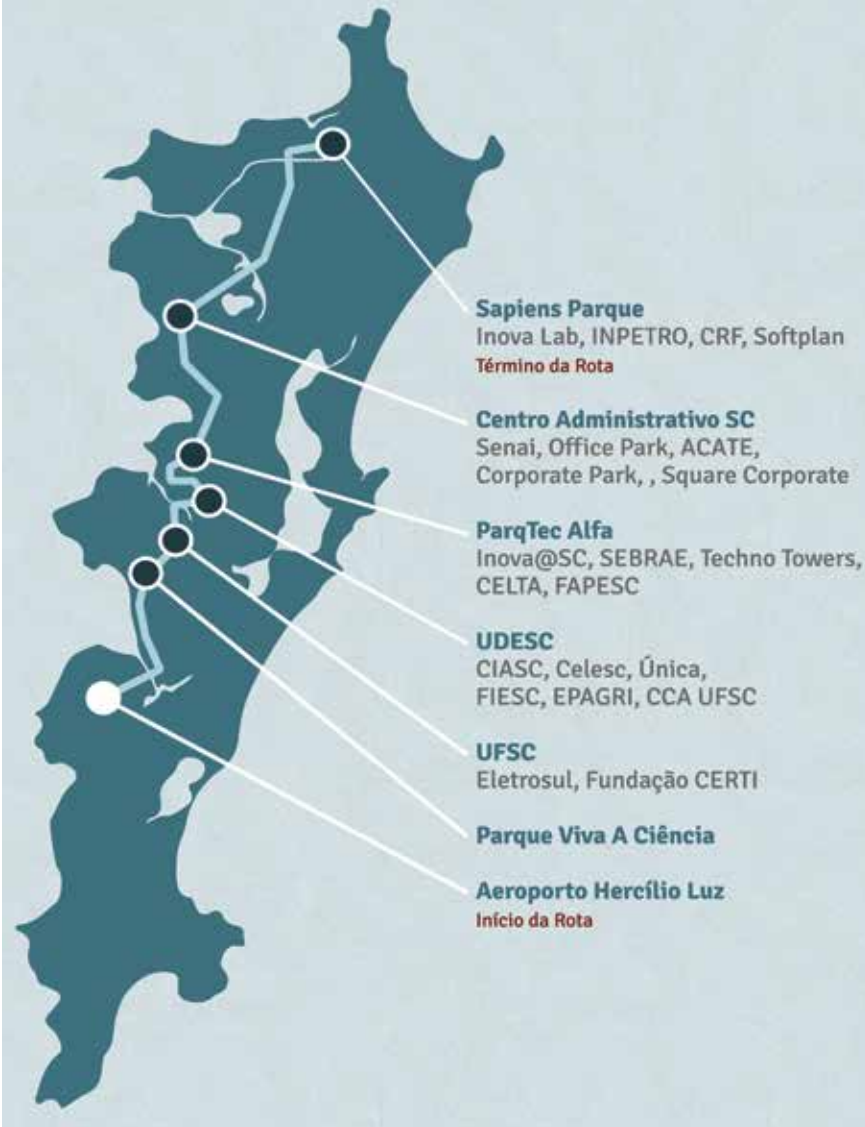 Sapiens Parque
Inova Lab, INPETRO, CRF, Softplan
Término da Rota
Centro Administrativo SC
Senai, Office Park, ACATE,
Corporate Park, , Square Corporate
ParqTec Alfa
Inova@SC, SEBRAE, Techno Towers,
CELTA, FAPESC
UDESC
CIASC, Celesc, Única,
FIESC, EPAGRI, CCA UFSC
UFSC
Eletrosul, Fundação CERTI
Parque Viva A Ciência
Aeroporto Hercílio Luz
Início da Rota